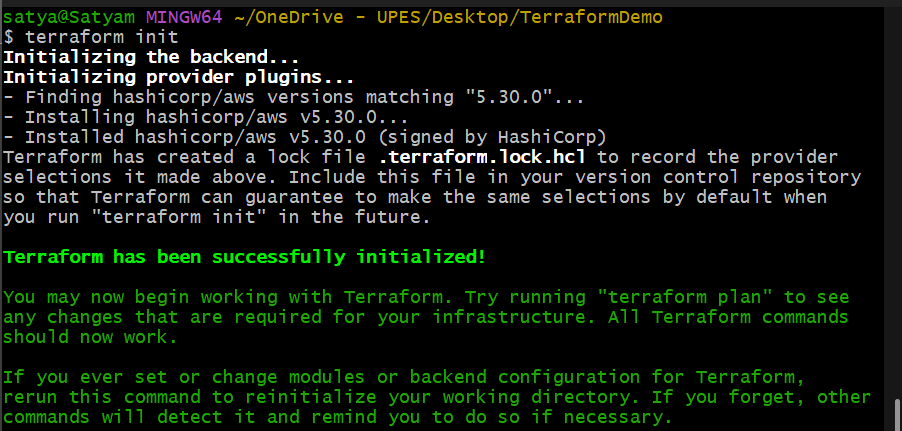 satya@Satyam MINGW64 ~/OneDrive - UPES/Desktop/TerraformDemo
$ terraform init
Initializing the backend...
Initializing provider plugins...
- Finding hashicorp/aws versions matching "5.30.0"...
- Installing hashicorp/aws v5.30.0...
- Installed hashicorp/aws v5.30.0 (signed by HashiCorp)
Terraform has created a lock file .terraform.lock.hcl to record the provider
selections it made above. Include this file in your version control repository
so that Terraform can guarantee to make the same selections by default when
you run "terraform init" in the future.
Terraform has been successfully initialized!
You may now begin working with Terraform. Try running "terraform plan" to see
any changes that are required for your infrastructure. All Terraform commands
should now work.
If you ever set or change modules or backend configuration for Terraform,
rerun this command to reinitialize your working directory. If you forget, other
commands will detect it and remind you to do so if necessary.